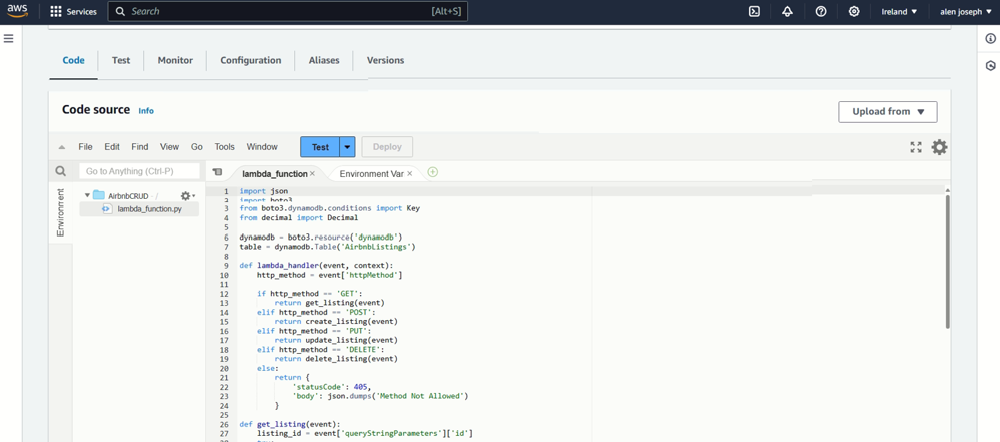 aws Services Search [Alt+S] Ireland alen joseph
Code Test Monitor Configuration Aliases Versions
Code source Info Upload from
File Edit Find View Go Tools Window Test Deploy
Go to Anything (Ctrl-P) lambda_function Environment Var
Environment
AirbnbCRUD - /
lambda_function.py
1 import json
2 import boto3
3 from boto3.dynamodb.conditions import Key
4 from decimal import Decimal
5
6 dynamodb = boto3.resource('dynamodb')
7 table = dynamodb.Table('AirbnbListings')
8
9 def lambda_handler(event, context):
10 http_method = event['httpMethod']
11
12 if http_method == 'GET':
13 return get_listing(event)
14 elif http_method == 'POST':
15 return create_listing(event)
16 elif http_method == 'PUT':
17 return update_listing(event)
18 elif http_method == 'DELETE':
19 return delete_listing(event)
20 else:
21 return {
22 'statusCode': 405,
23 'body': json.dumps('Method Not Allowed')
24 }
25
26 def get_listing(event):
27 listing_id = event['queryStringParameters']['id']